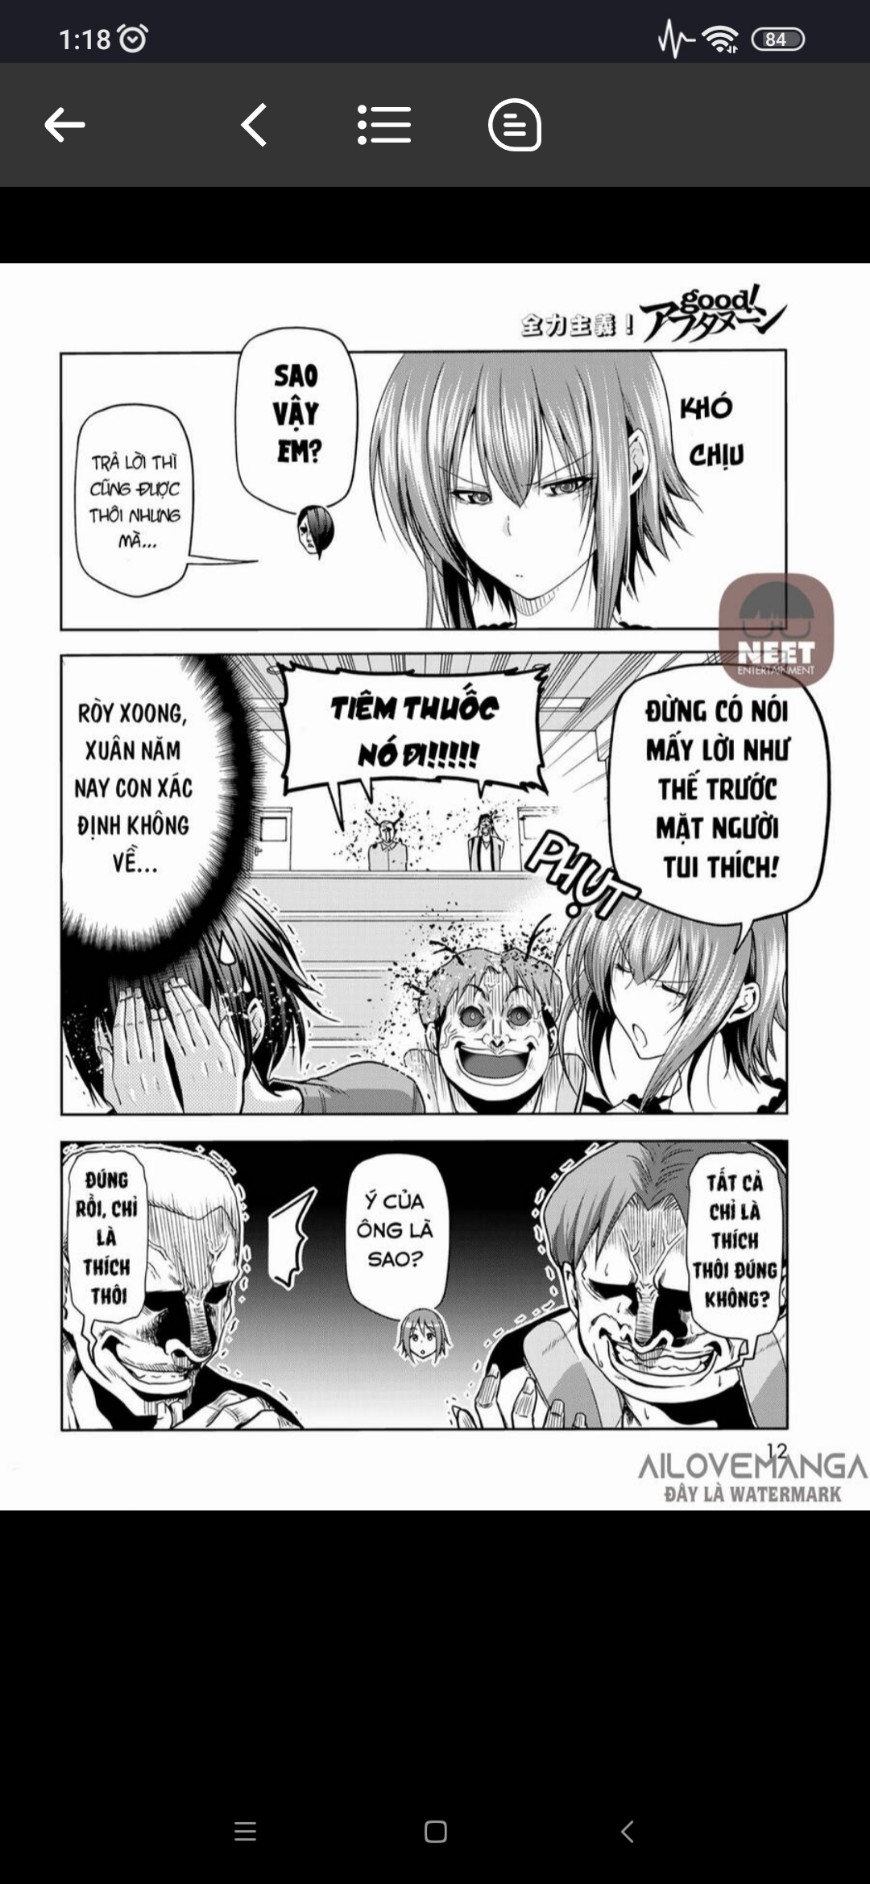 1:18
84
全力主義！
good!
アフタヌーン
KHÓ
CHỊU
SAO
VẬY
EM?
TRẢ LỜI THÌ
CŨNG ĐƯỢC
THÔI NHƯNG
MÀ...
NEET
ENTERTAINMENT
ĐỪNG CÓ NÓI
MẤY LỜI NHƯ
THẾ TRƯỚC
MẶT NGƯỜI
TUI THÍCH!
PHỤT
TIÊM THUỐC
NÓ ĐI!!!!!
RÒY XOONG,
XUÂN NĂM
NAY CON XÁC
ĐỊNH KHÔNG
VỀ...
TẤT CẢ
CHỈ LÀ
THÍCH
THÔI ĐÚNG
KHÔNG?
Ý CỦA
ÔNG LÀ
SAO?
ĐÚNG
RỒI, CHỈ
LÀ
THÍCH
THÔI
12
AILOVEMANGA
ĐÂY LÀ WATERMARK